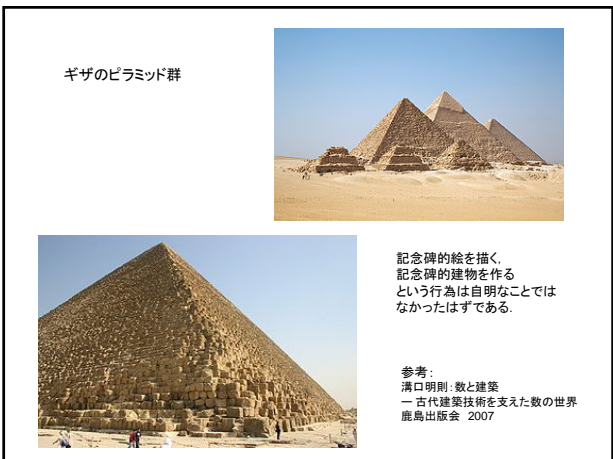 ギザのピラミッド群
記念碑的絵を描く,
記念碑的建物を作る
という行為は自明なことでは
なかったはずである.
参考:
溝口明則:数と建築
ー 古代建築技術を支えた数の世界
鹿島出版会 2007